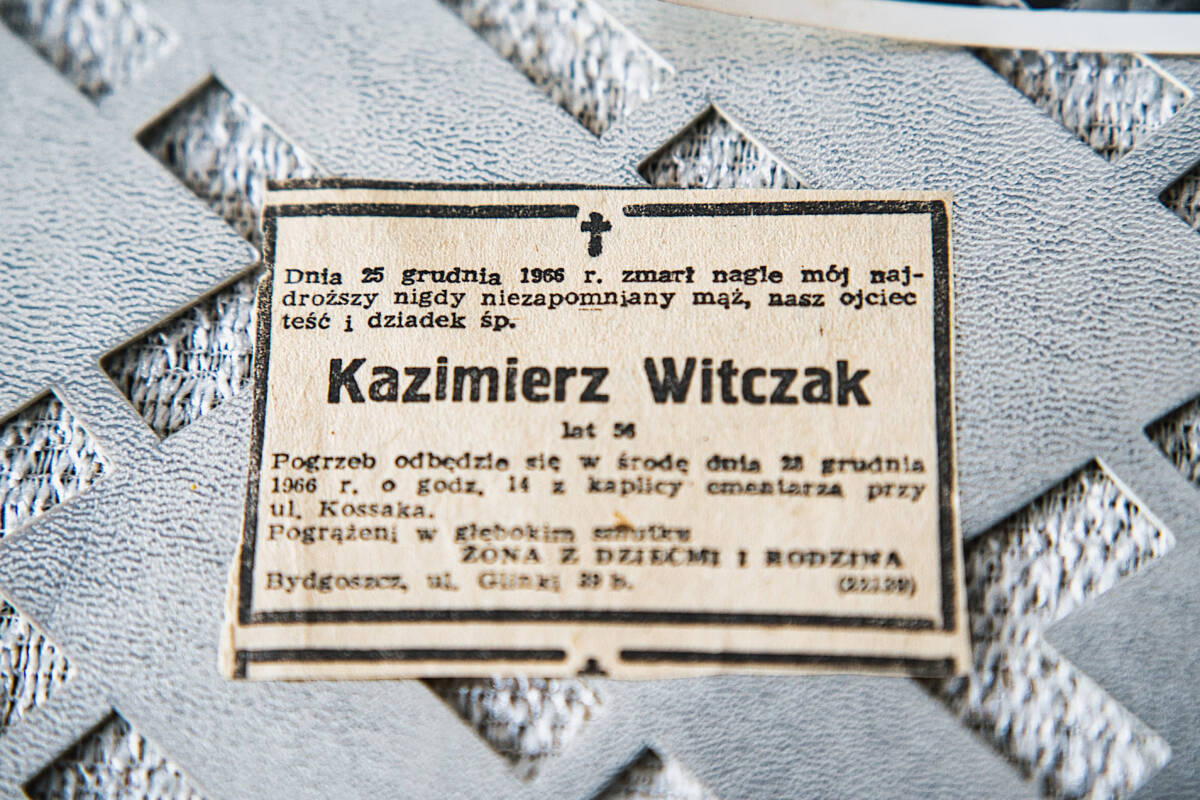 Dnia 25 grudnia 1966 r. zmarł nagle mój naj-
droższy nigdy niezapomniany mąż, nasz ojciec
teść i dziadek śp.
Kazimierz Witczak
lat 56
Pogrzeb odbędzie się w środę dnia 28 grudnia
1966 r. o godz. 14 z kaplicy cmentarza przy
ul. Kossaka.
Pogrążeni w głębokim smutku
ŻONA Z DZIEĆMI I RODZINA
Bydgoszcz, ul. Glinki